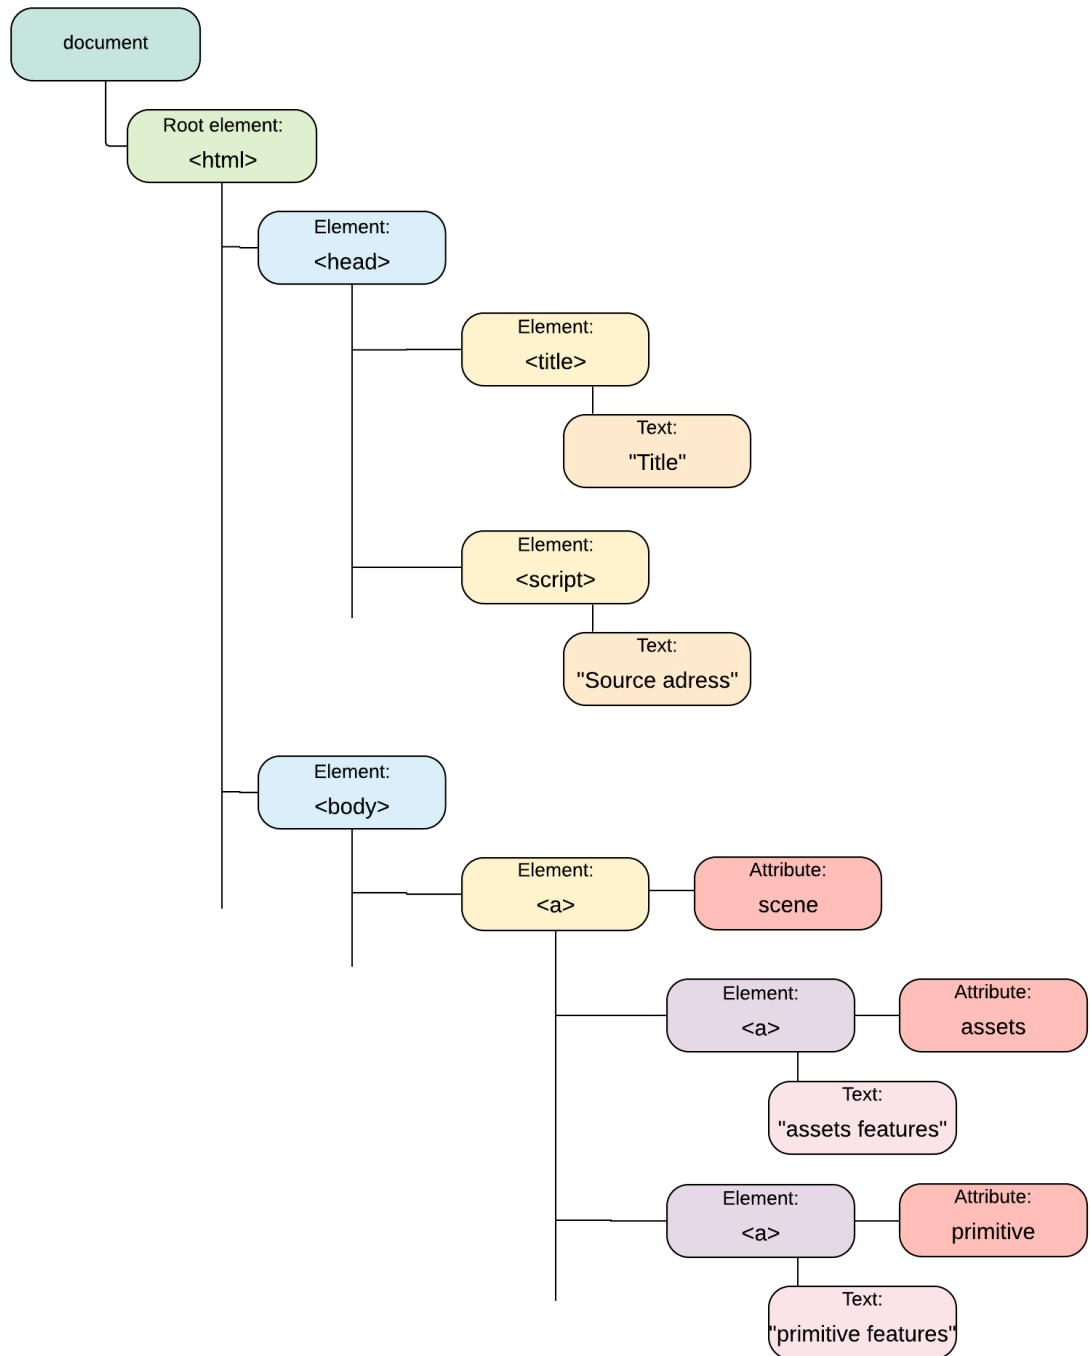 document
Root element:
<html>
Element:
<head>
Element:
<title>
Text:
"Title"
Element:
<script>
Text:
"Source adress"
Element:
<body>
Element:
<a>
Attribute:
scene
Element:
<a>
Attribute:
assets
Text:
"assets features"
Element:
<a>
Attribute:
primitive
Text:
"primitive features"